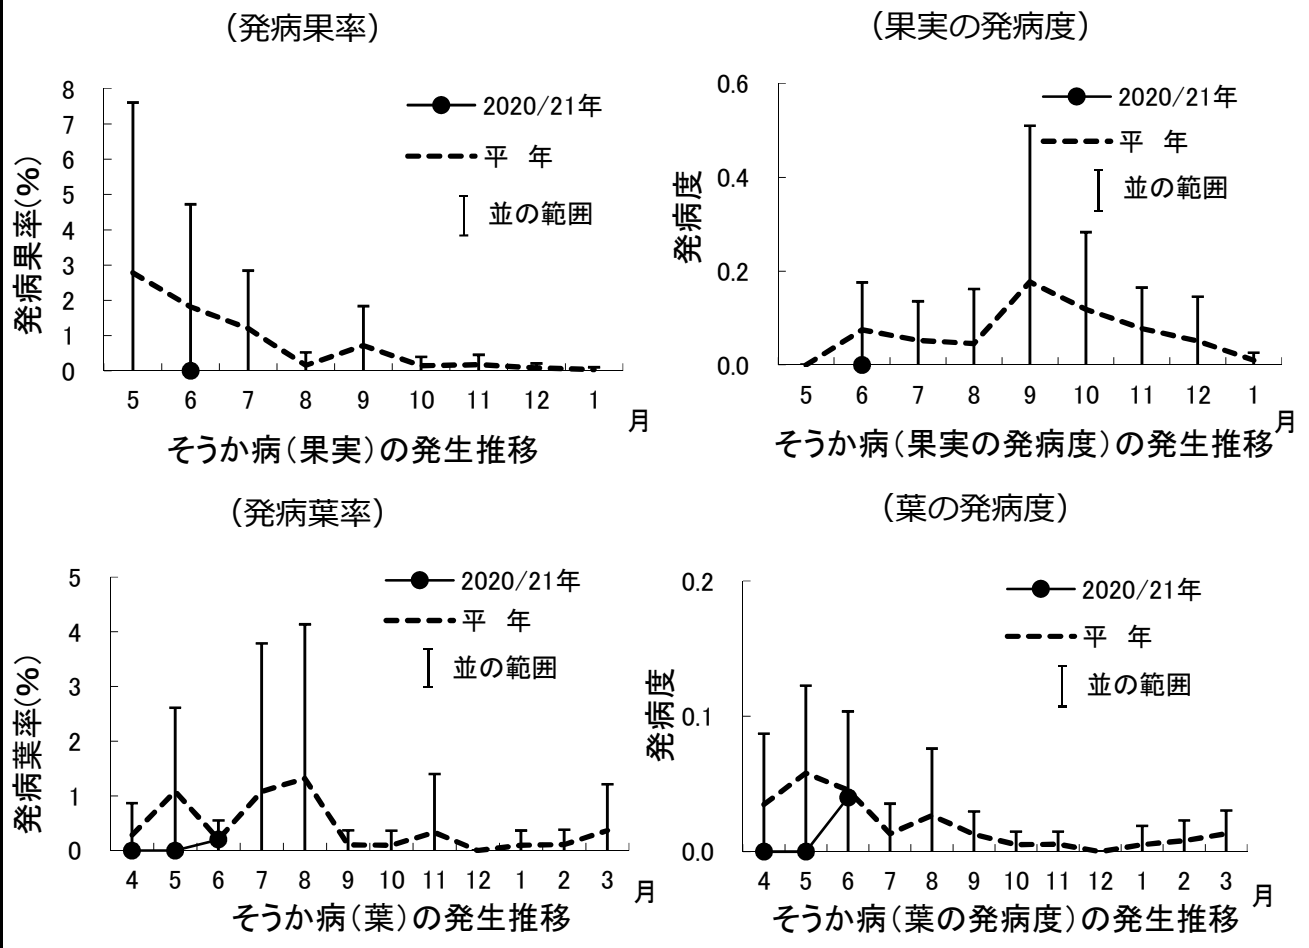 （発病果率）
8
7
6
5
4
3
2
1
0
発病果率(%)
2020/21年
平 年
並の範囲
5 6 7 8 9 10 11 12 1
月
そうか病（果実）の発生推移
（果実の発病度）
0.6
0.4
0.2
0.0
発病度
2020/21年
平 年
並の範囲
5 6 7 8 9 10 11 12 1
月
そうか病（果実の発病度）の発生推移
（発病葉率）
5
4
3
2
1
0
発病葉率(%)
2020/21年
平 年
並の範囲
4 5 6 7 8 9 10 11 12 1 2 3
月
そうか病（葉）の発生推移
（葉の発病度）
0.2
0.1
0.0
発病度
2020/21年
平 年
並の範囲
4 5 6 7 8 9 10 11 12 1 2 3
月
そうか病（葉の発病度）の発生推移